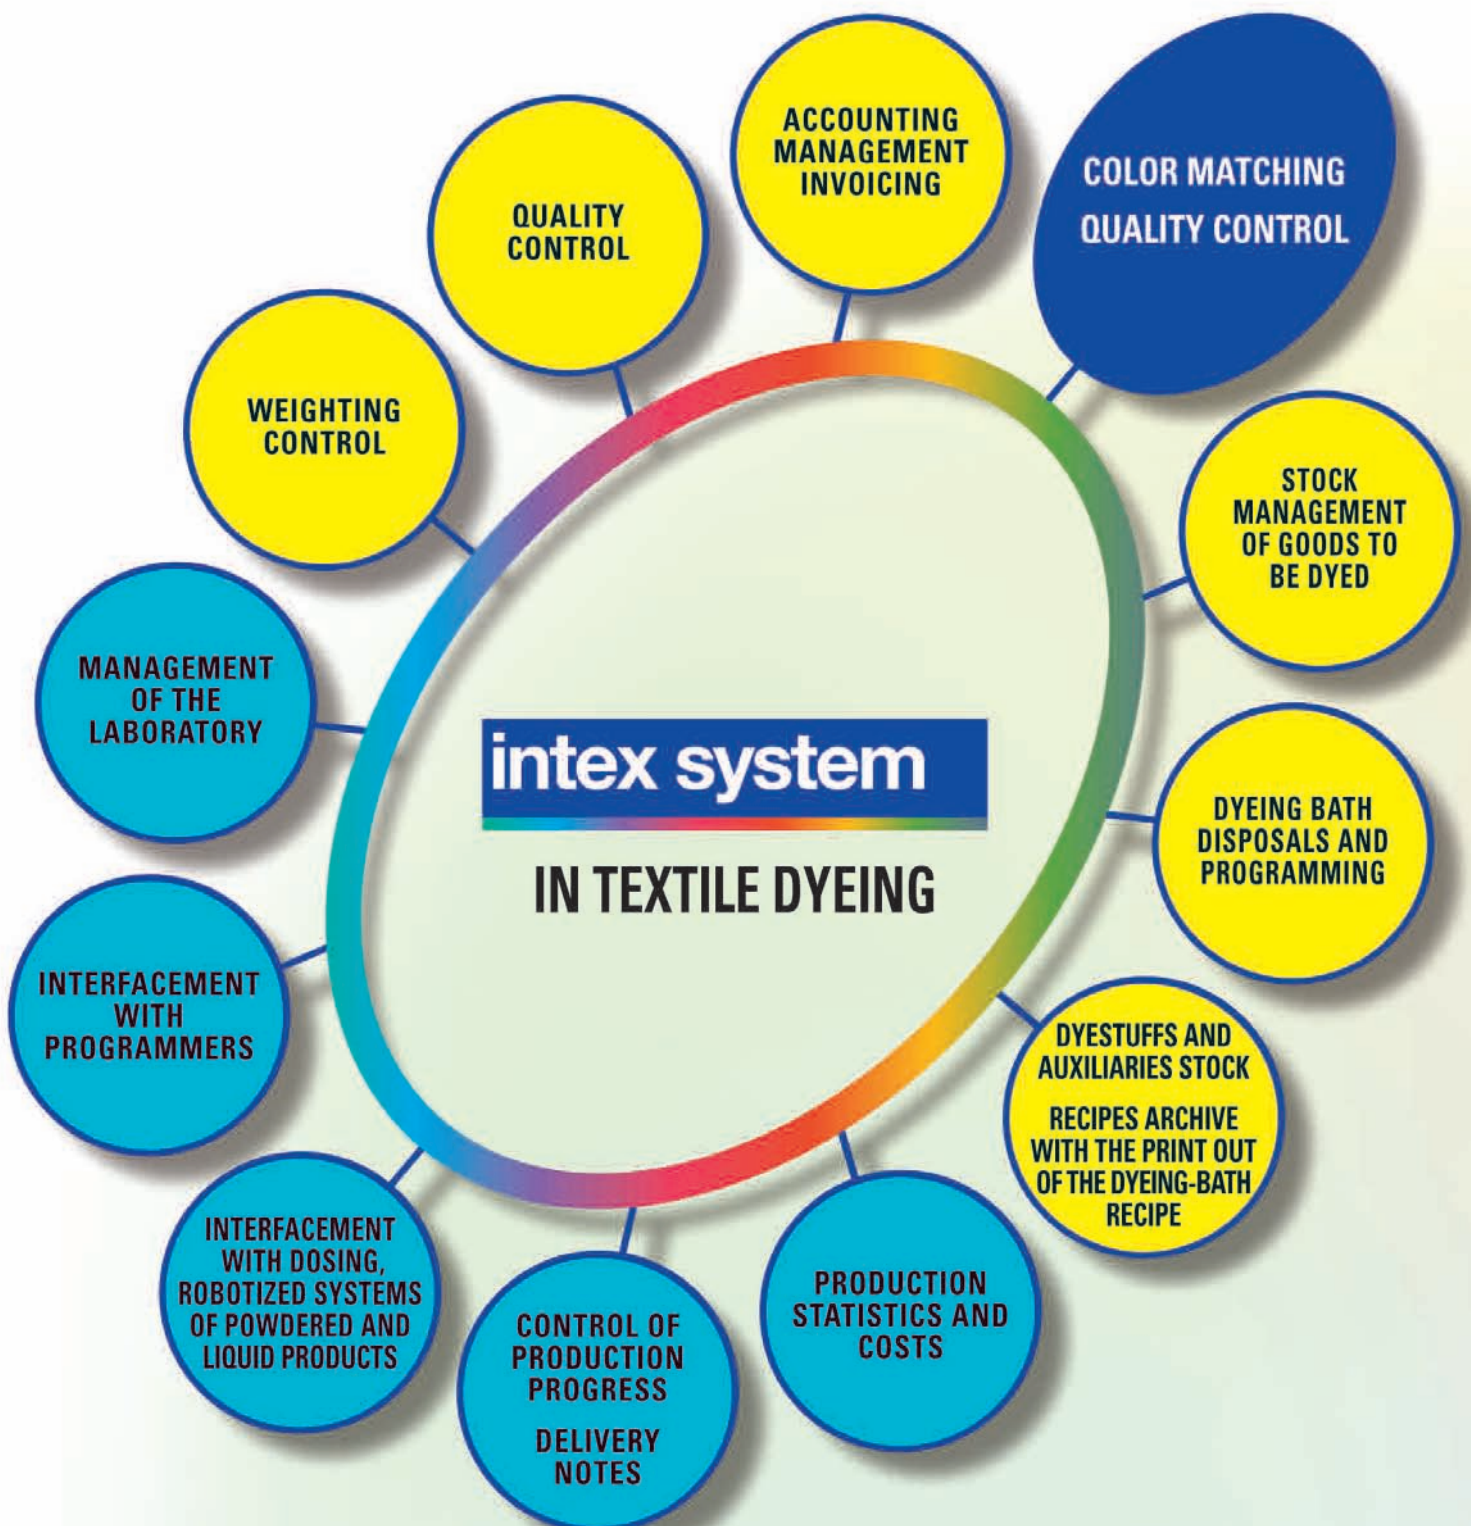 ACCOUNTING
MANAGEMENT
INVOICING
COLOR MATCHING
QUALITY CONTROL
QUALITY
CONTROL
WEIGHTING
CONTROL
STOCK
MANAGEMENT
OF GOODS TO
BE DYED
MANAGEMENT
OF THE
LABORATORY
intex system
IN TEXTILE DYEING
DYEING BATH
DISPOSALS AND
PROGRAMMING
INTERFACEMENT
WITH
PROGRAMMERS
DYESTUFFS AND
AUXILIARIES STOCK
RECIPES ARCHIVE
WITH THE PRINT OUT
OF THE DYEING-BATH
RECIPE
INTERFACEMENT
WITH DOSING,
ROBOTIZED SYSTEMS
OF POWDERED AND
LIQUID PRODUCTS
CONTROL OF
PRODUCTION
PROGRESS
DELIVERY
NOTES
PRODUCTION
STATISTICS AND
COSTS